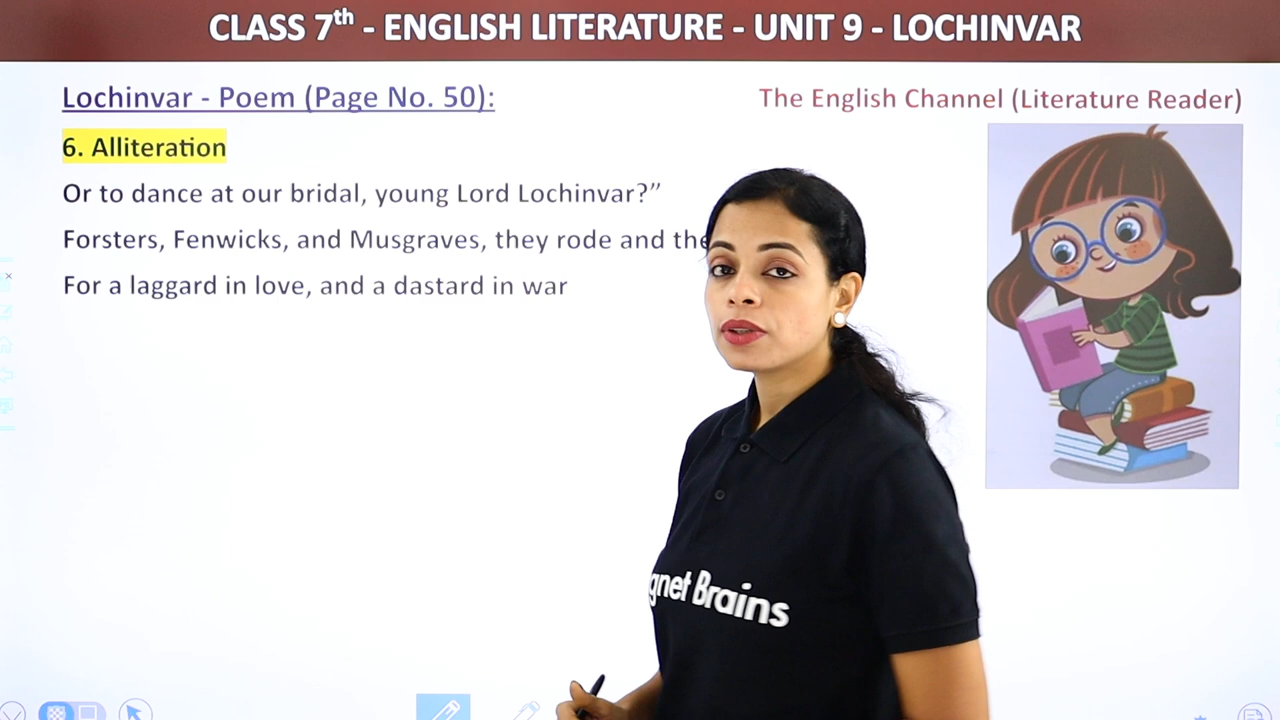 CLASS 7th - ENGLISH LITERATURE - UNIT 9 - LOCHINVAR
Lochinvar - Poem (Page No. 50):
The English Channel (Literature Reader)
6. Alliteration
Or to dance at our bridal, young Lord Lochinvar?”
Forsters, Fenwicks, and Musgraves, they rode and
For a laggard in love, and a dastard in war
Brains